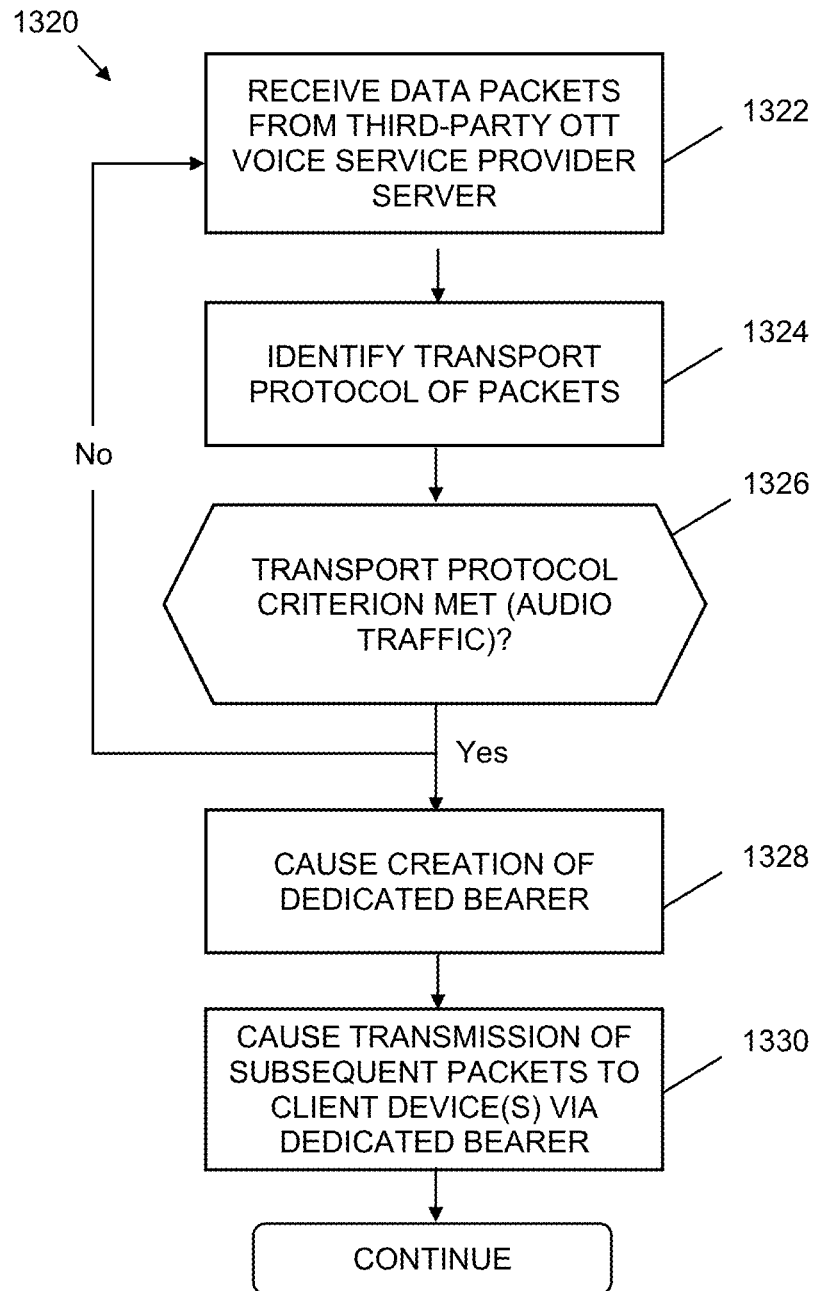 1320
RECEIVE DATA PACKETS
FROM THIRD-PARTY OTT
VOICE SERVICE PROVIDER
SERVER
1322
IDENTIFY TRANSPORT
PROTOCOL OF PACKETS
1324
No
1326
TRANSPORT PROTOCOL
CRITERION MET (AUDIO
TRAFFIC)?
Yes
CAUSE CREATION OF
DEDICATED BEARER
1328
CAUSE TRANSMISSION OF
SUBSEQUENT PACKETS TO
CLIENT DEVICE(S) VIA
DEDICATED BEARER
1330
CONTINUE